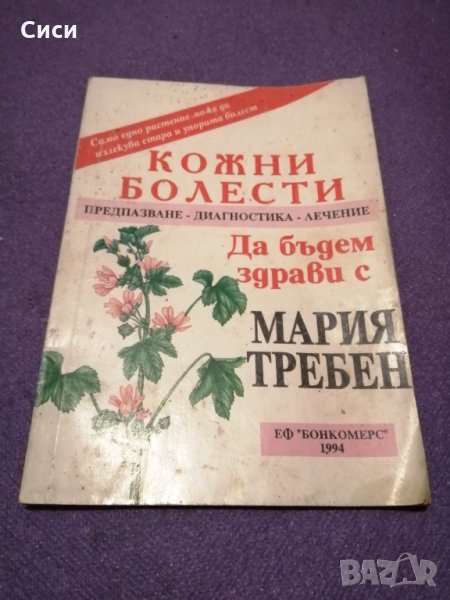 Сиси
Само едно растение може да
излекува стара и упорита болест
КОЖНИ
БОЛЕСТИ
ПРЕДПАЗВАНЕ - ДИАГНОСТИКА - ЛЕЧЕНИЕ
Да бъдем
здрави с
МАРИЯ
ТРЕБЕН
ЕФ "БОНКОМЕРС"
1994
BAZAR